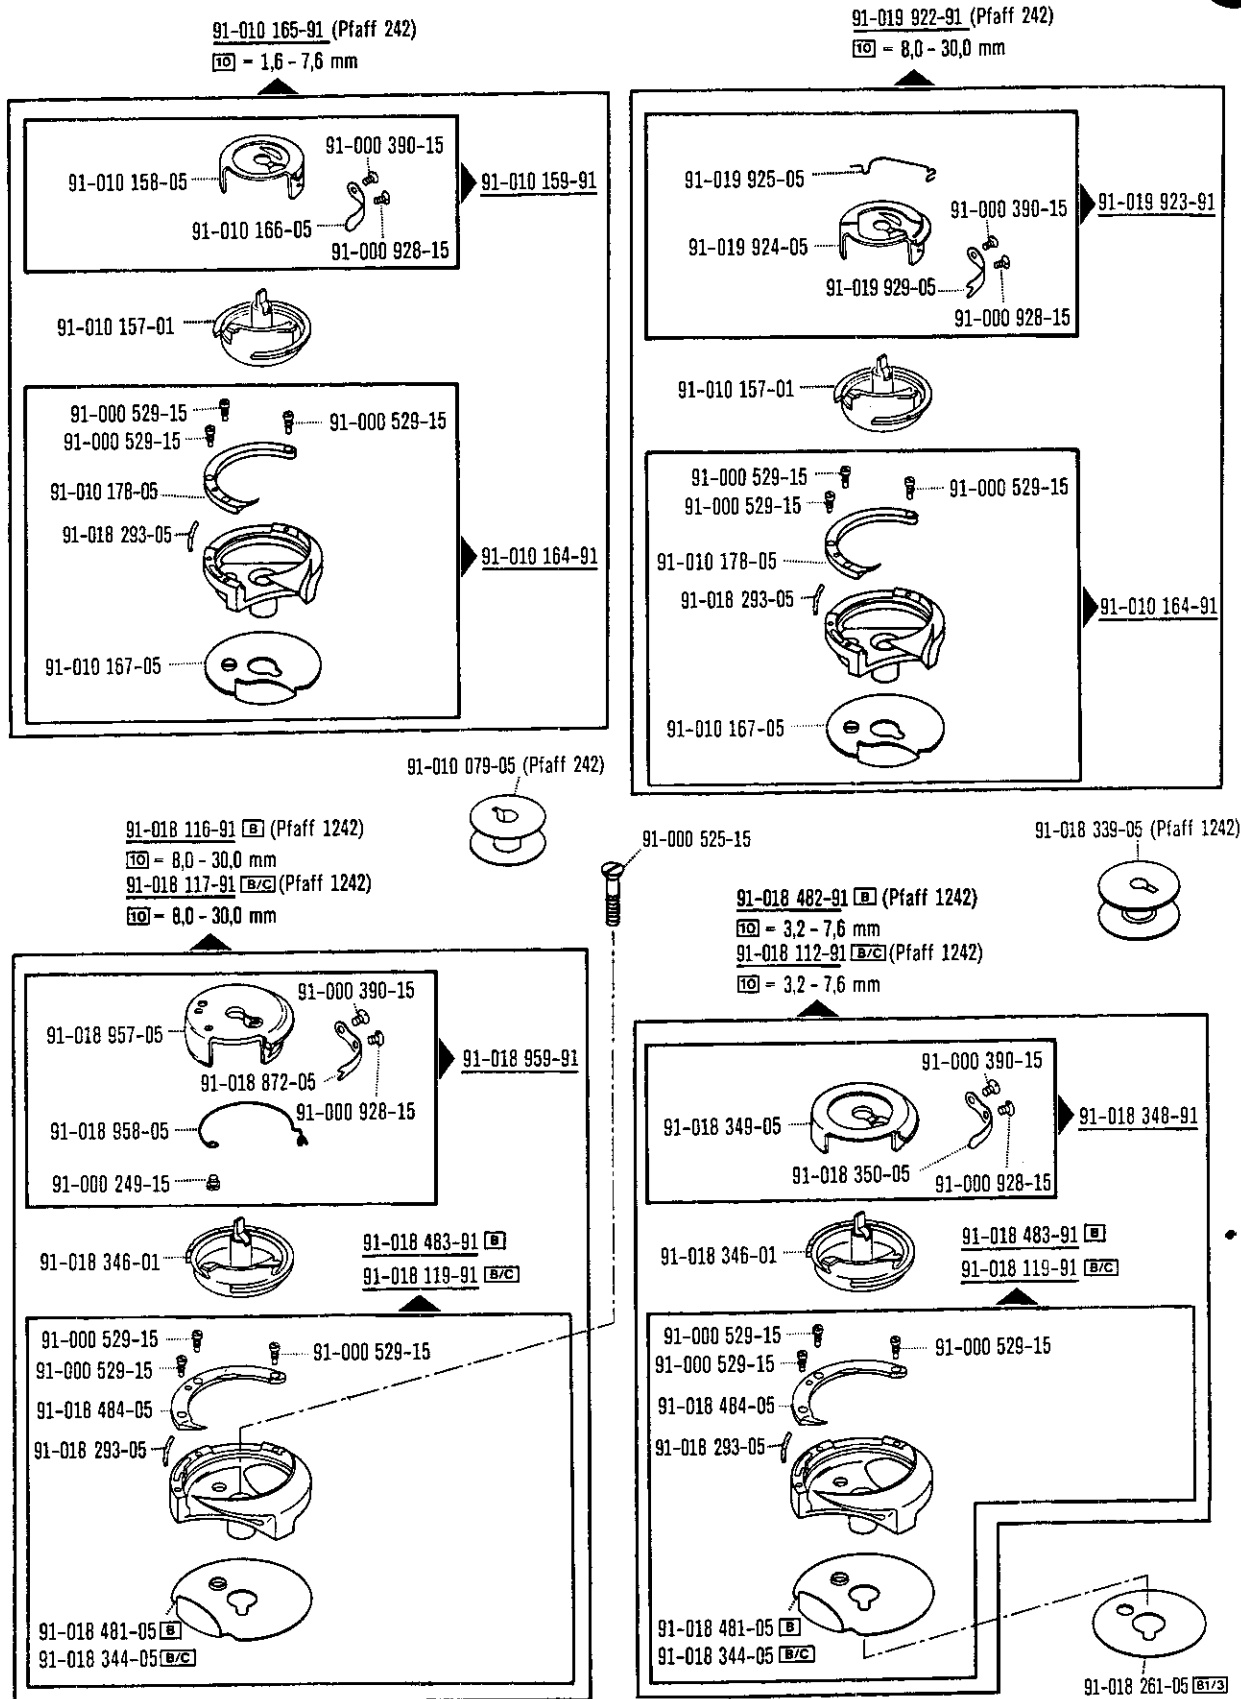 91-010 165-91 (Pfaff 242)
10 = 1,6 - 7,6 mm
91-000 390-15
91-010 158-05
91-010 159-91
91-010 166-05
91-000 928-15
91-010 157-01
91-000 529-15
91-000 529-15
91-000 529-15
91-010 178-05
91-018 293-05
91-010 164-91
91-010 167-05
91-019 922-91 (Pfaff 242)
10 = 8,0 - 30,0 mm
91-019 925-05
91-019 923-91
91-000 390-15
91-019 924-05
91-019 929-05
91-000 928-15
91-010 157-01
91-000 529-15
91-000 529-15
91-000 529-15
91-010 178-05
91-018 293-05
91-010 164-91
91-010 167-05
91-010 079-05 (Pfaff 242)
91-000 525-15
91-018 339-05 (Pfaff 1242)
91-018 116-91 B (Pfaff 1242)
10 = 8,0 - 30,0 mm
91-018 117-91 B/C (Pfaff 1242)
10 = 8,0 - 30,0 mm
91-000 390-15
91-018 957-05
91-018 959-91
91-018 872-05
91-000 928-15
91-018 958-05
91-000 249-15
91-018 346-01
91-018 483-91 B
91-018 119-91 B/C
91-000 529-15
91-000 529-15
91-000 529-15
91-018 484-05
91-018 293-05
91-018 481-05 B
91-018 344-05 B/C
91-018 482-91 B (Pfaff 1242)
10 = 3,2 - 7,6 mm
91-018 112-91 B/C (Pfaff 1242)
10 = 3,2 - 7,6 mm
91-000 390-15
91-018 349-05
91-018 348-91
91-018 350-05
91-000 928-15
91-018 346-01
91-018 483-91 B
91-018 119-91 B/C
91-000 529-15
91-000 529-15
91-000 529-15
91-018 484-05
91-018 293-05
91-018 481-05 B
91-018 344-05 B/C
91-018 261-05 B1/3